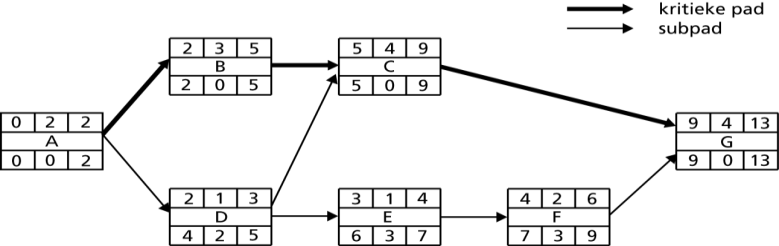 kritieke pad
subpad
2 3 5
B
2 0 5
5 4 9
C
5 0 9
0 2 2
A
0 0 2
9 4 13
G
9 0 13
2 1 3
D
4 2 5
3 1 4
E
6 3 7
4 2 6
F
7 3 9